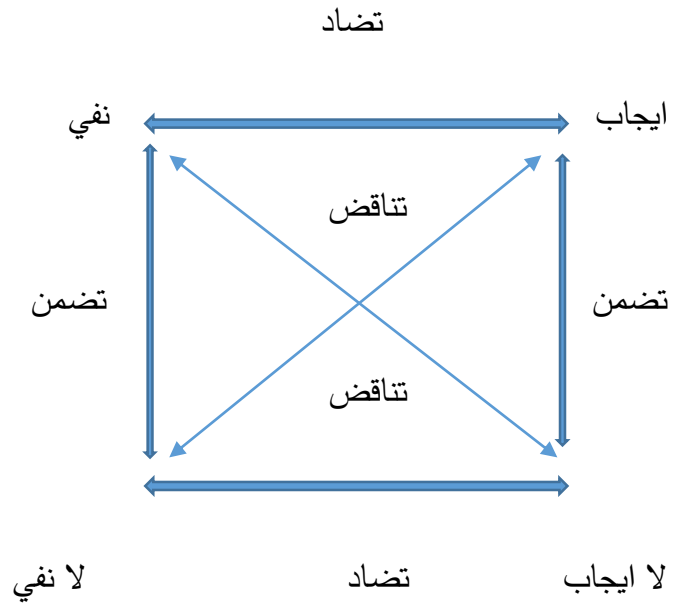 تضاد
ايجاب
نفي
تناقض
تضمن
تضمن
تناقض
لا ايجاب
تضاد
لا نفي